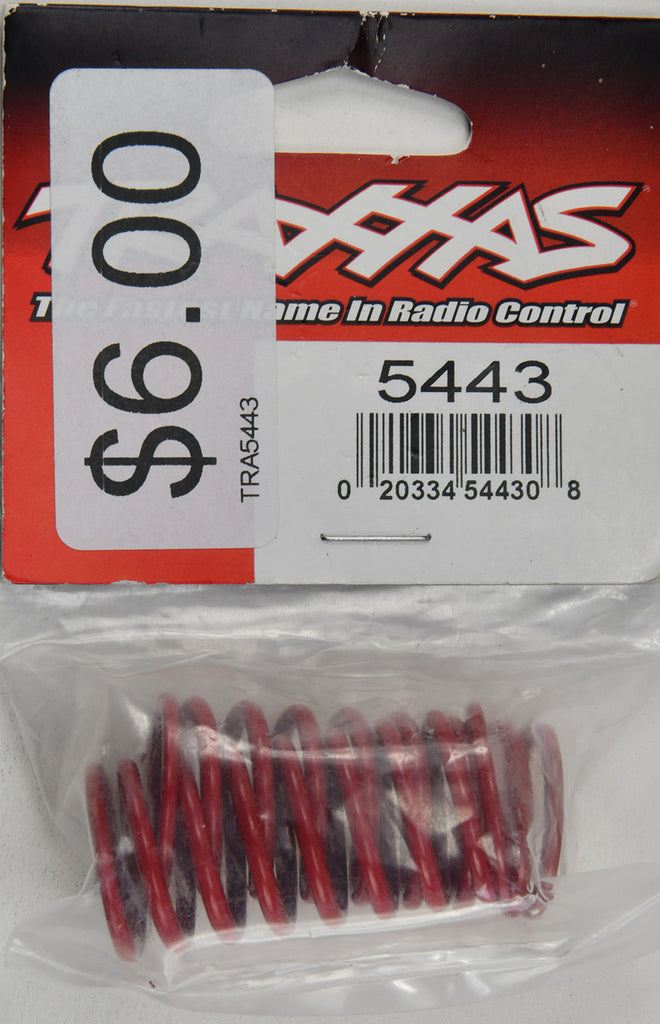 TRAXXAS
The Fastest Name In Radio Control
$6.00
TRA5443
5443
0 20334 54430 8